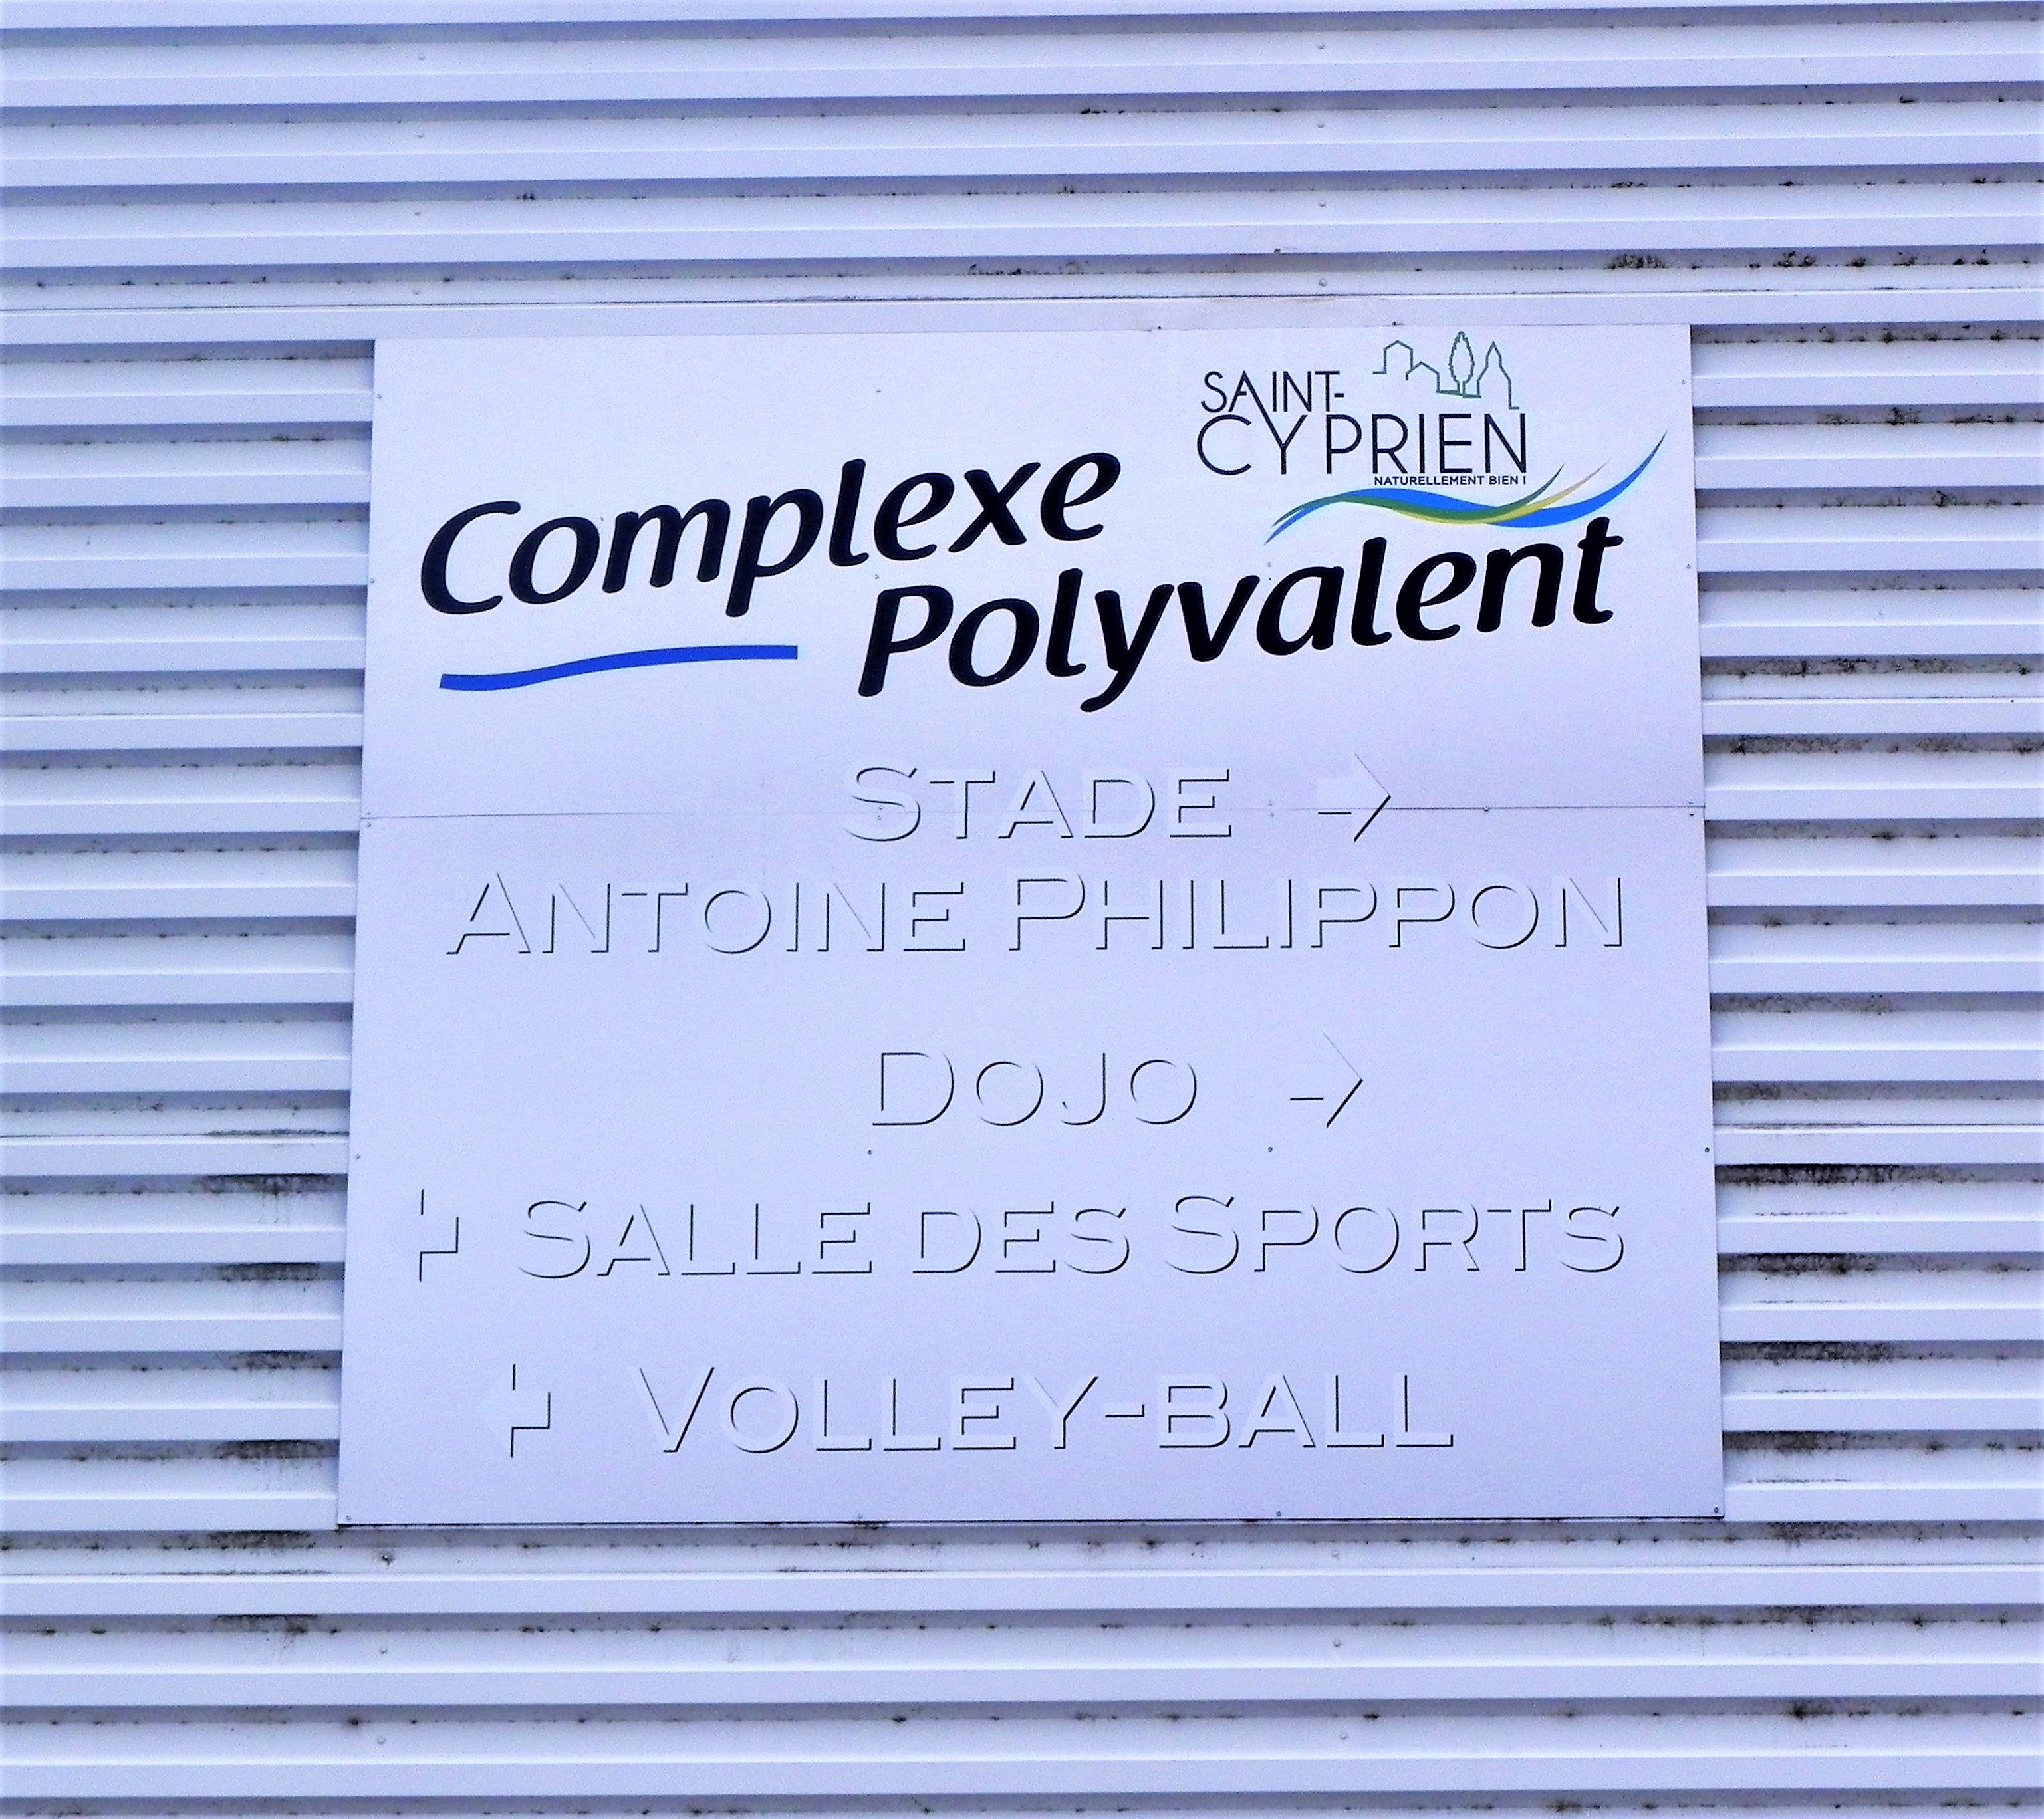 SAINT-
CYPRIEN
NATURELLEMENT BIEN !
Complexe
Polyvalent
STADE →
ANTOINE PHILIPPON
DOJO →
← SALLE DES SPORTS
← VOLLEY-BALL